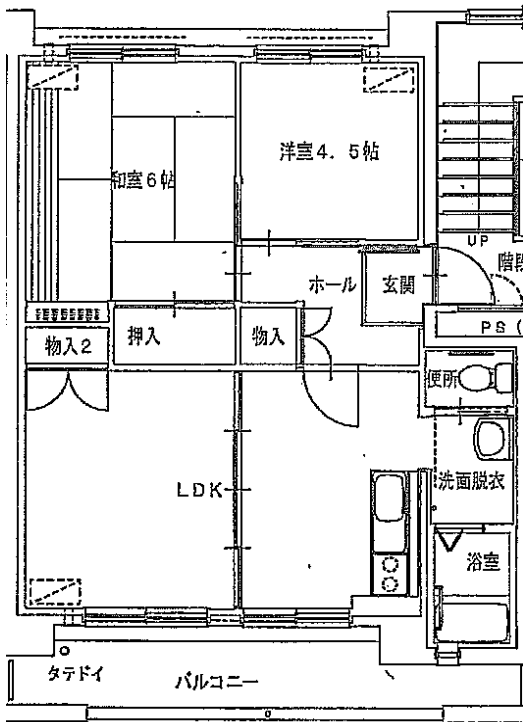 洋室4.5帖
和室6帖
UP
階段
ホール
玄関
PS(
物入2
押入
物入
便所
LDK
洗面脱衣
浴室
タテドイ
バルコニー